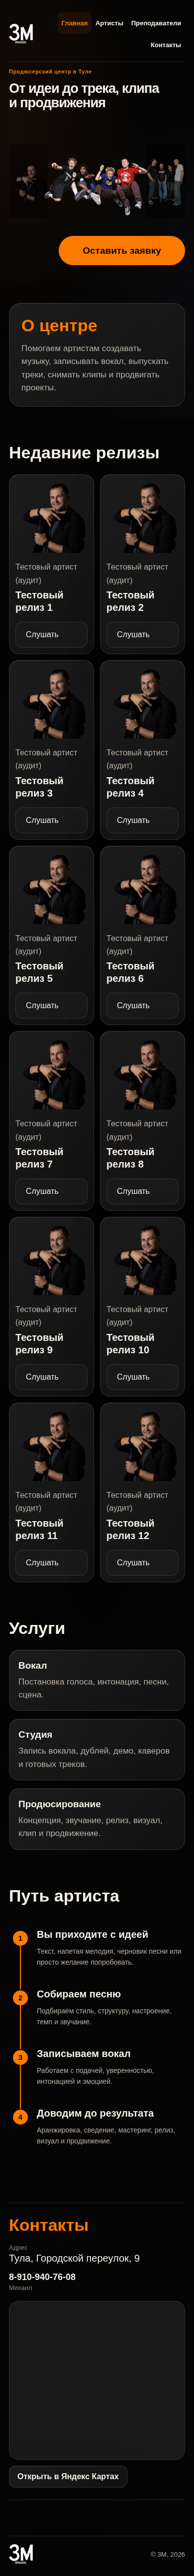 3M
Главная Артисты Преподаватели
Контакты
Продюсерский центр в Туле
От идеи до трека, клипа
и продвижения
Оставить заявку
О центре
Помогаем артистам создавать
музыку, записывать вокал, выпускать
треки, снимать клипы и продвигать
проекты.
Недавние релизы
Тестовый артист
(аудит)
Тестовый
релиз 1
Слушать
Тестовый артист
(аудит)
Тестовый
релиз 2
Слушать
Тестовый артист
(аудит)
Тестовый
релиз 3
Слушать
Тестовый артист
(аудит)
Тестовый
релиз 4
Слушать
Тестовый артист
(аудит)
Тестовый
релиз 5
Слушать
Тестовый артист
(аудит)
Тестовый
релиз 6
Слушать
Тестовый артист
(аудит)
Тестовый
релиз 7
Слушать
Тестовый артист
(аудит)
Тестовый
релиз 8
Слушать
Тестовый артист
(аудит)
Тестовый
релиз 9
Слушать
Тестовый артист
(аудит)
Тестовый
релиз 10
Слушать
Тестовый артист
(аудит)
Тестовый
релиз 11
Слушать
Тестовый артист
(аудит)
Тестовый
релиз 12
Слушать
Услуги
Вокал
Постановка голоса, интонация, песни,
сцена.
Студия
Запись вокала, дублей, демо, каверов
и готовых треков.
Продюсирование
Концепция, звучание, релиз, визуал,
клип и продвижение.
Путь артиста
1
Вы приходите с идеей
Текст, напетая мелодия, черновик песни или
просто желание попробовать.
2
Собираем песню
Подбираем стиль, структуру, настроение,
темп и звучание.
3
Записываем вокал
Работаем с подачей, уверенностью,
интонацией и эмоцией.
4
Доводим до результата
Аранжировка, сведение, мастеринг, релиз,
визуал и продвижение.
Контакты
Адрес
Тула, Городской переулок, 9
8-910-940-76-08
Михаил
Открыть в Яндекс Картах
3M
© 3М, 2026